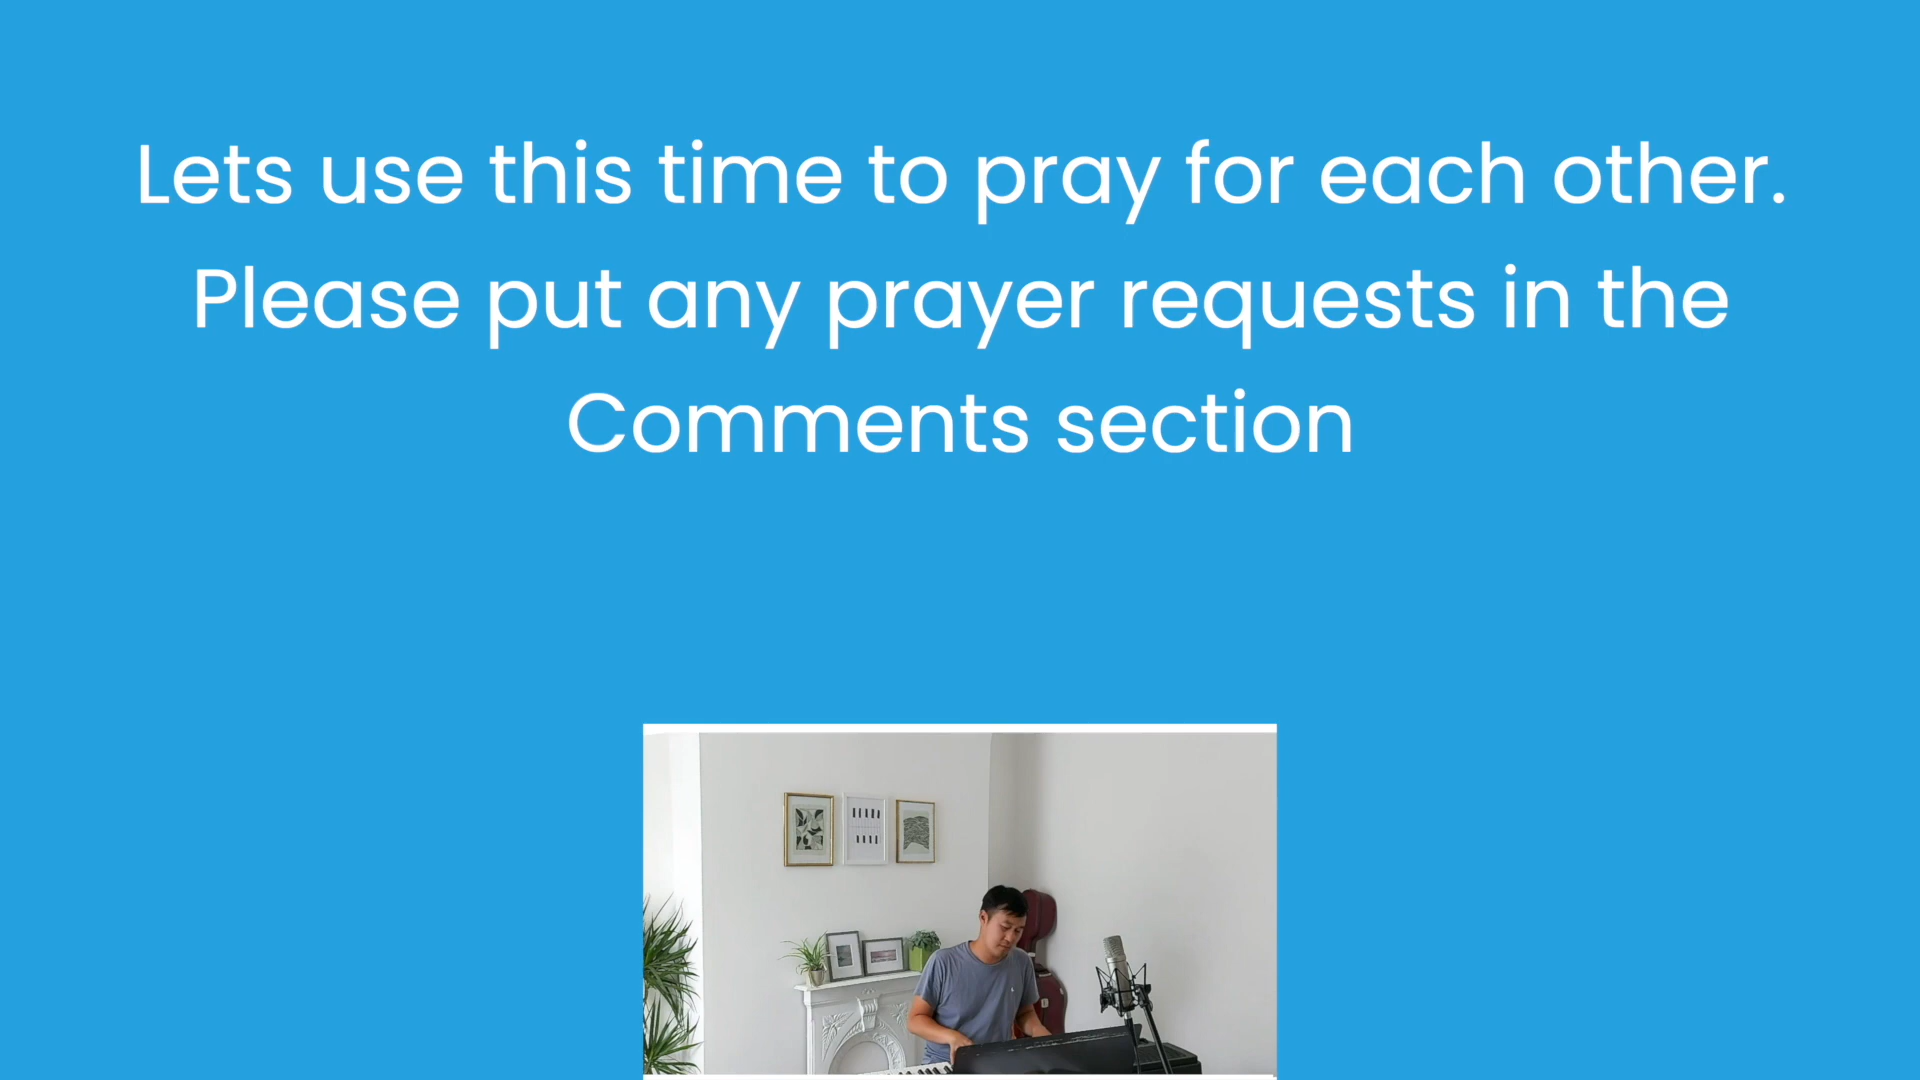 Lets use this time to pray for each other.
Please put any prayer requests in the
Comments section